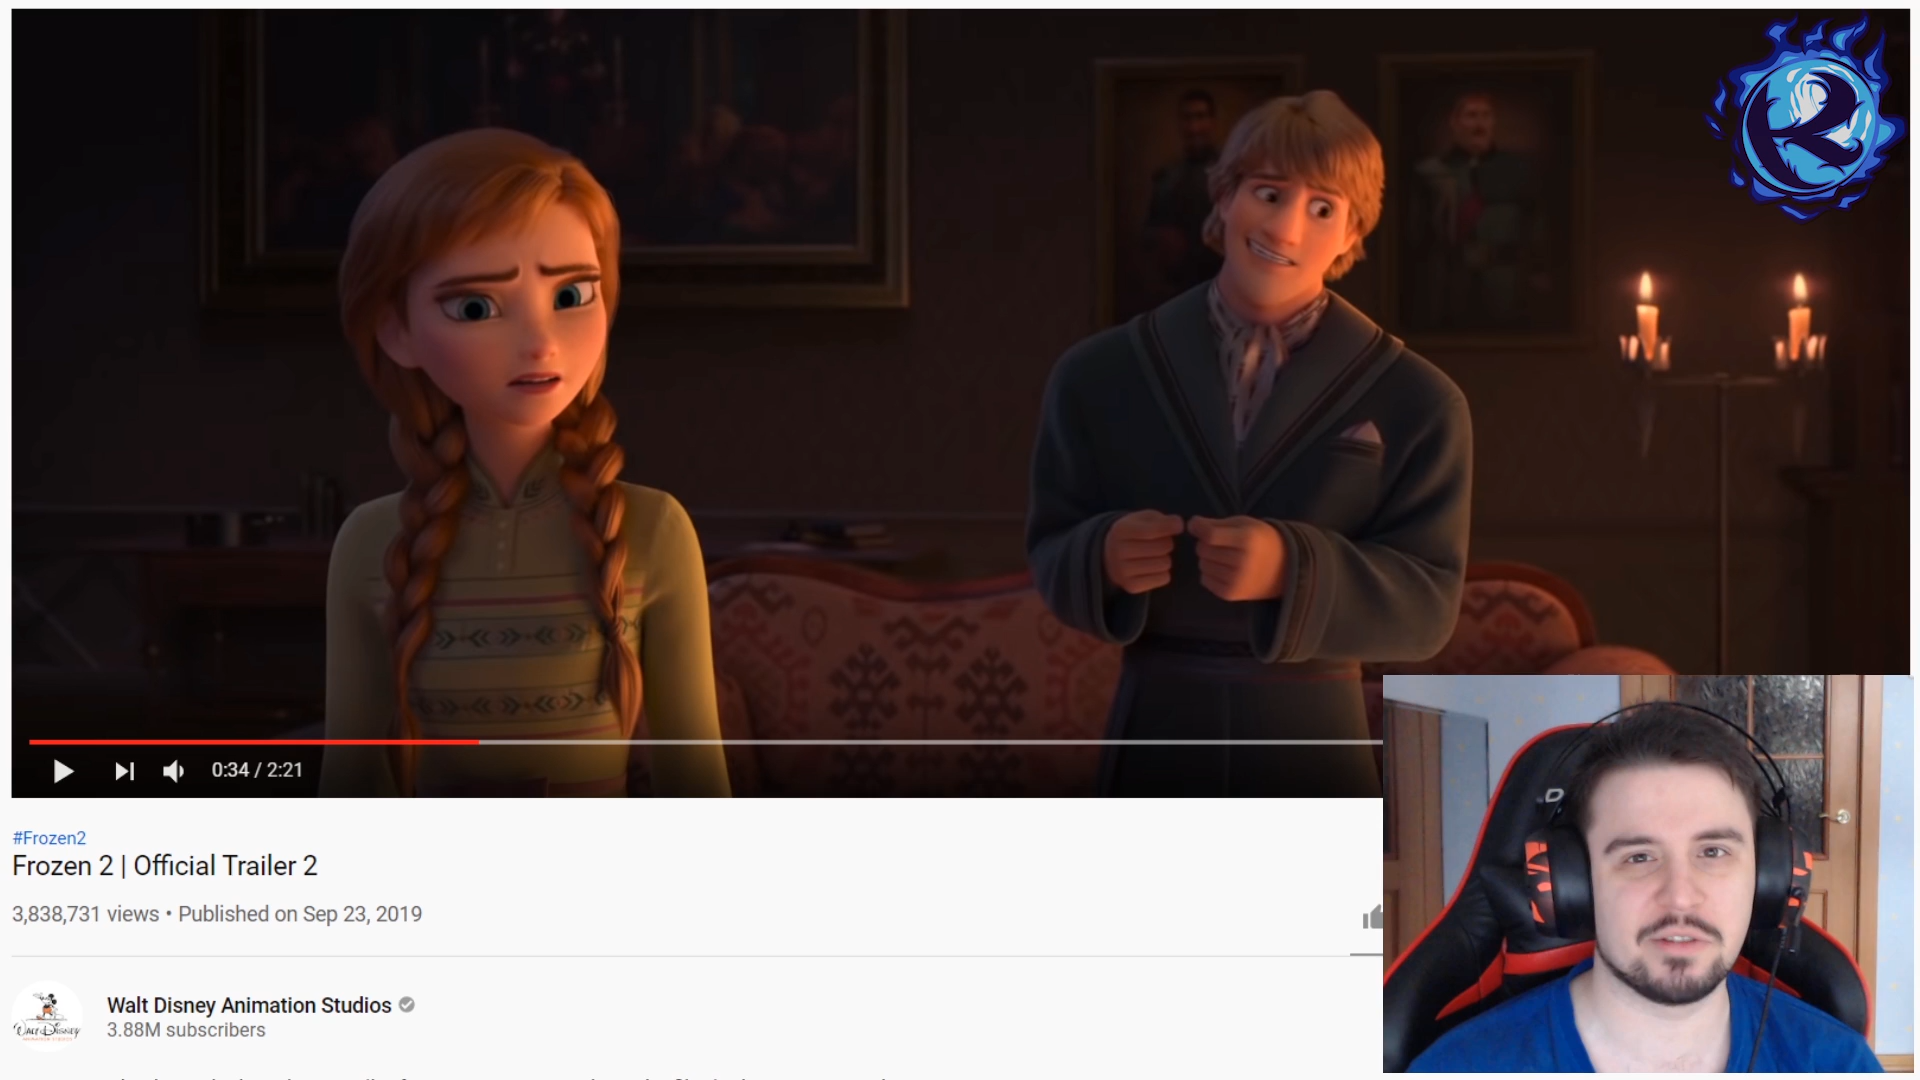 0:34 / 2:21
#Frozen2
Frozen 2 | Official Trailer 2
3,838,731 views • Published on Sep 23, 2019
Walt Disney Animation Studios
3.88M subscribers